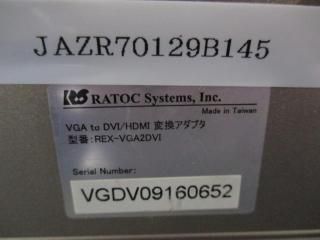 JAZR70129B145
RATOC Systems, Inc.
Made in Taiwan
VGA to DVI/HDMI 変換アダプタ
型番:REX-VGA2DVI
Serial Number:
VGDV09160652